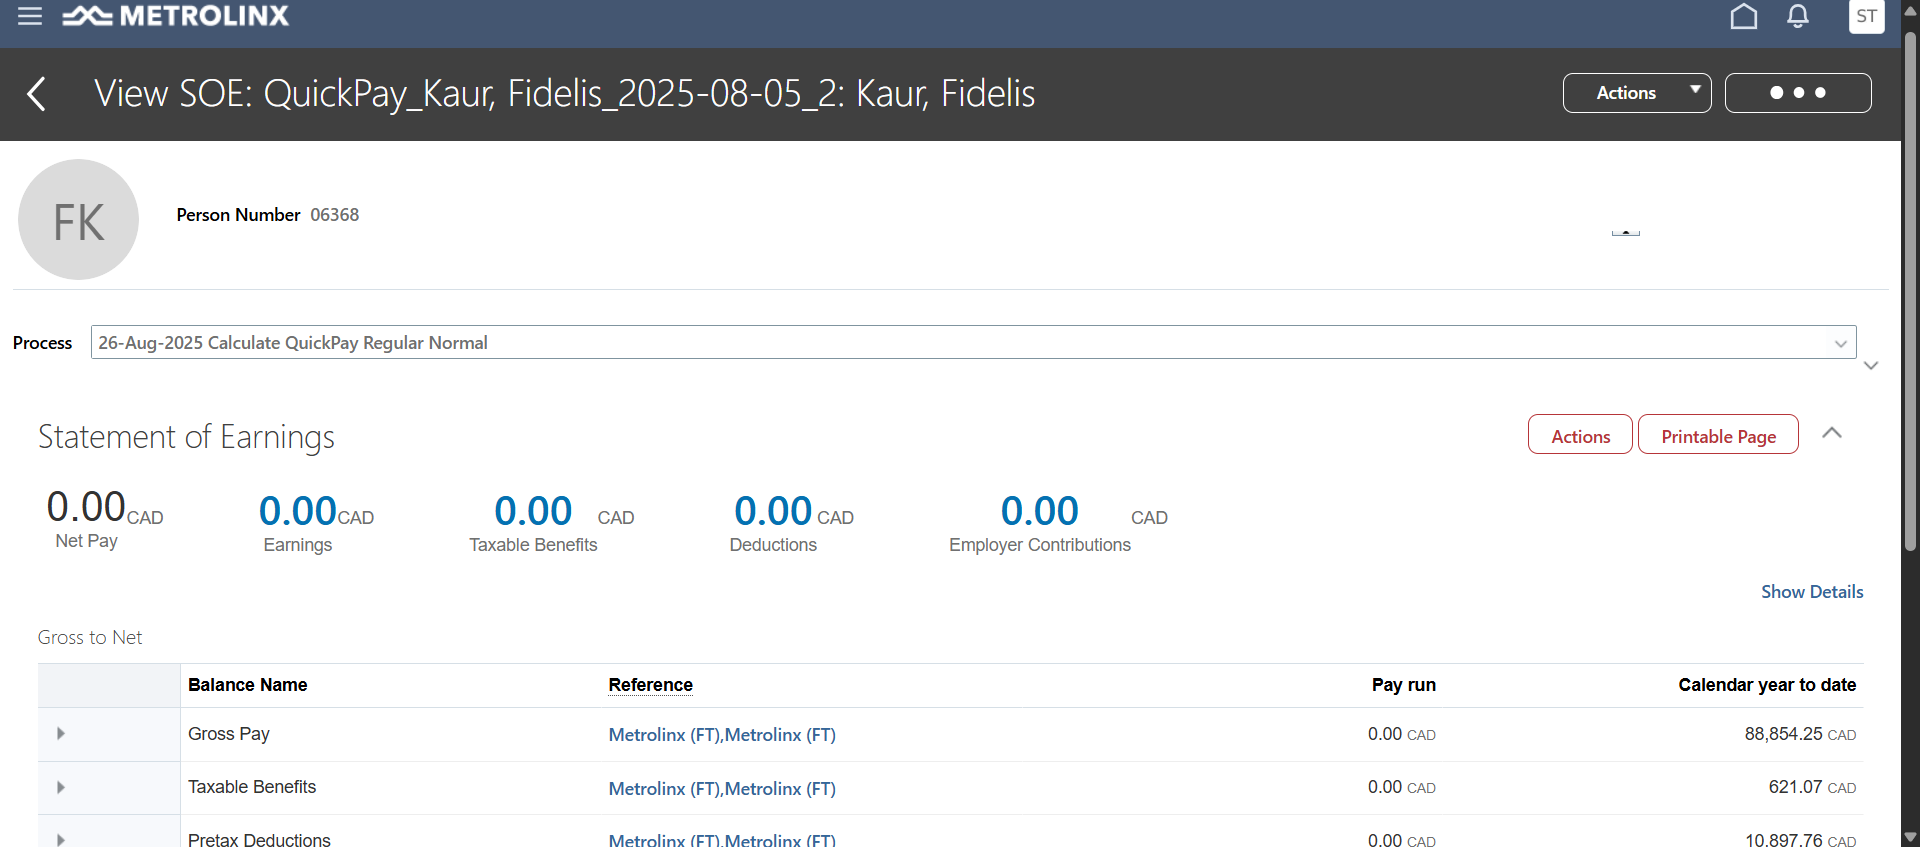 METROLINX
ST
View SOE: QuickPay_Kaur, Fidelis_2025-08-05_2: Kaur, Fidelis
Actions
FK
Person Number 06368
Process 26-Aug-2025 Calculate QuickPay Regular Normal
Statement of Earnings
Actions Printable Page
0.00 CAD 0.00 CAD 0.00 CAD 0.00 CAD 0.00 CAD
Net Pay Earnings Taxable Benefits Deductions Employer Contributions
Show Details
Gross to Net
Balance Name Reference Pay run Calendar year to date
Gross Pay Metrolinx (FT),Metrolinx (FT) 0.00 CAD 88,854.25 CAD
Taxable Benefits Metrolinx (FT),Metrolinx (FT) 0.00 CAD 621.07 CAD
Pretax Deductions Metrolinx (FT),Metrolinx (FT) 0.00 CAD 10,897.76 CAD